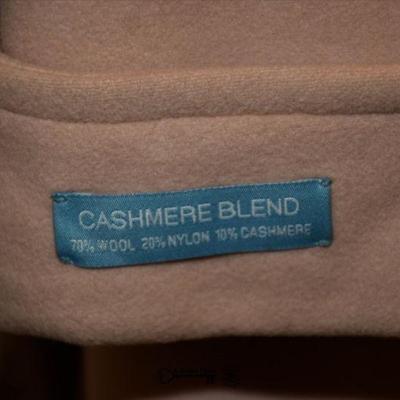 CASHMERE BLEND
70% WOOL 20% NYLON 10% CASHMERE